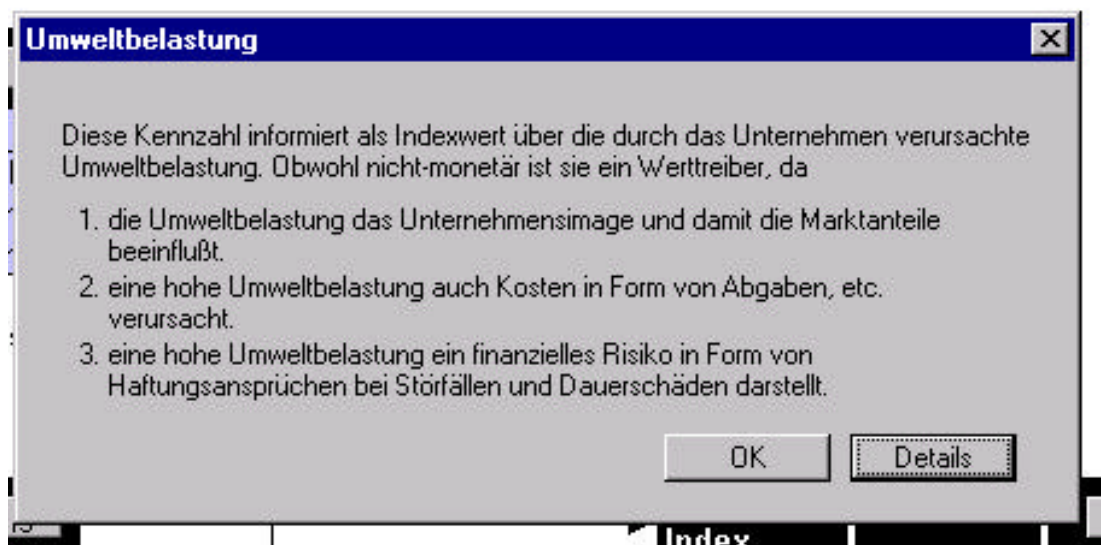 Umweltbelastung
Diese Kennzahl informiert als Indexwert über die durch das Unternehmen verursachte
Umweltbelastung. Obwohl nicht-monetär ist sie ein Werttreiber, da
1. die Umweltbelastung das Unternehmensimage und damit die Marktanteile
beeinflußt.
2. eine hohe Umweltbelastung auch Kosten in Form von Abgaben, etc.
verursacht.
3. eine hohe Umweltbelastung ein finanzielles Risiko in Form von
Haftungsansprüchen bei Störfällen und Dauerschäden darstellt.
OK Details
Index